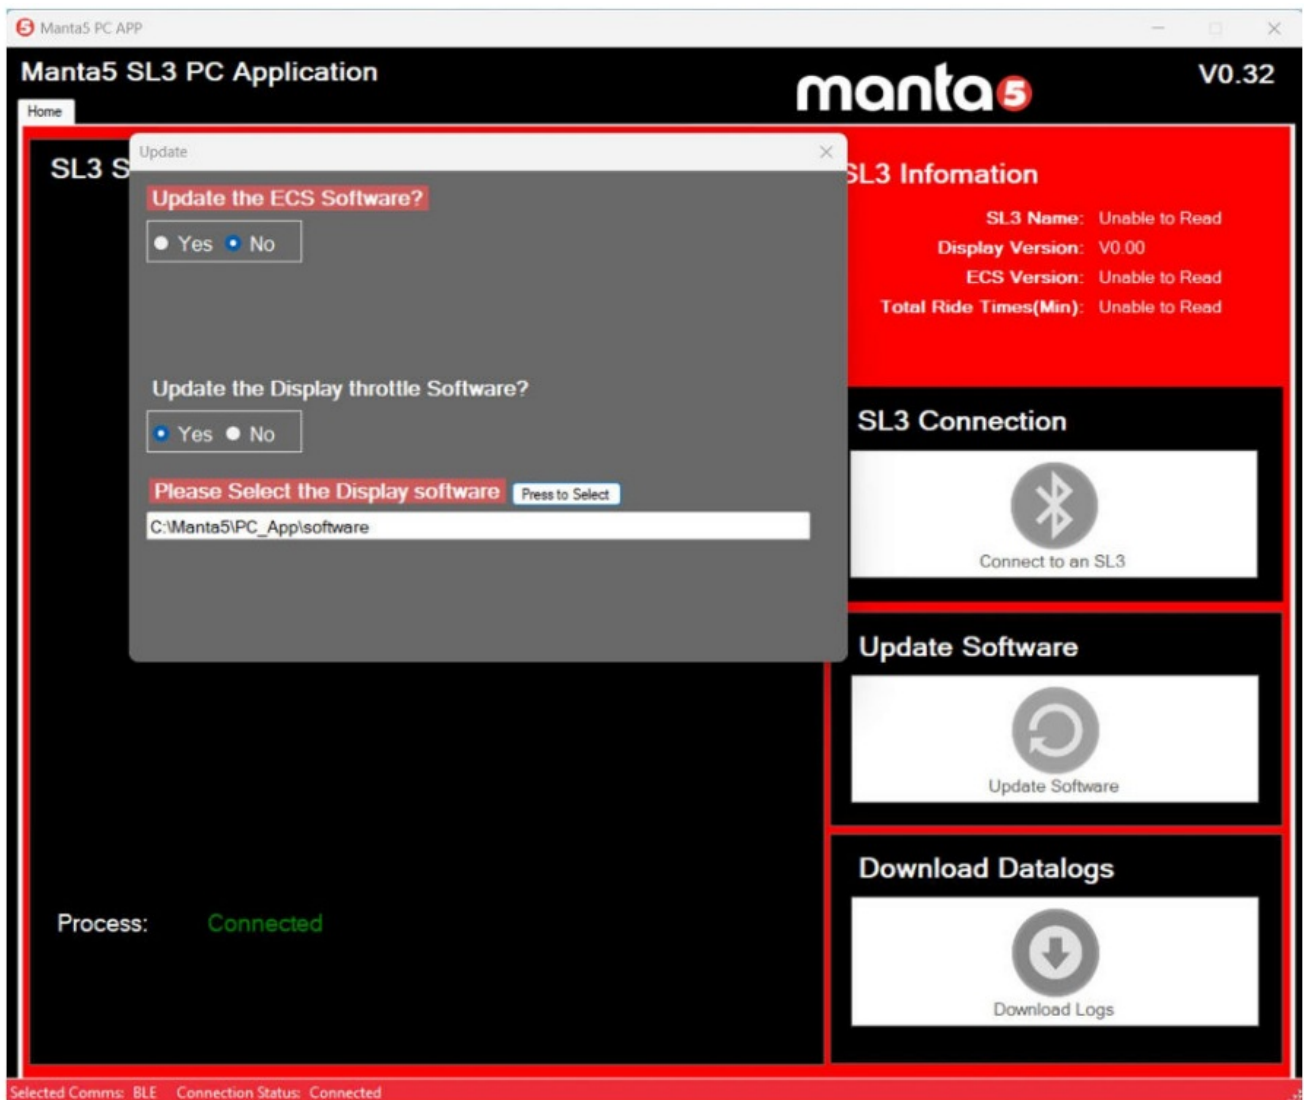 Manta5 PC APP
Manta5 SL3 PC Application
manta5
V0.32
Home
SL3 S
Update
Update the ECS Software?
Yes No
Update the Display throttle Software?
Yes No
Please Select the Display software Press to Select
C:\Manta5\PC_App\software
Process: Connected
SL3 Infomation
SL3 Name: Unable to Read
Display Version: V0.00
ECS Version: Unable to Read
Total Ride Times(Min): Unable to Read
SL3 Connection
Connect to an SL3
Update Software
Update Software
Download Datalogs
Download Logs
Selected Comms: BLE Connection Status: Connected